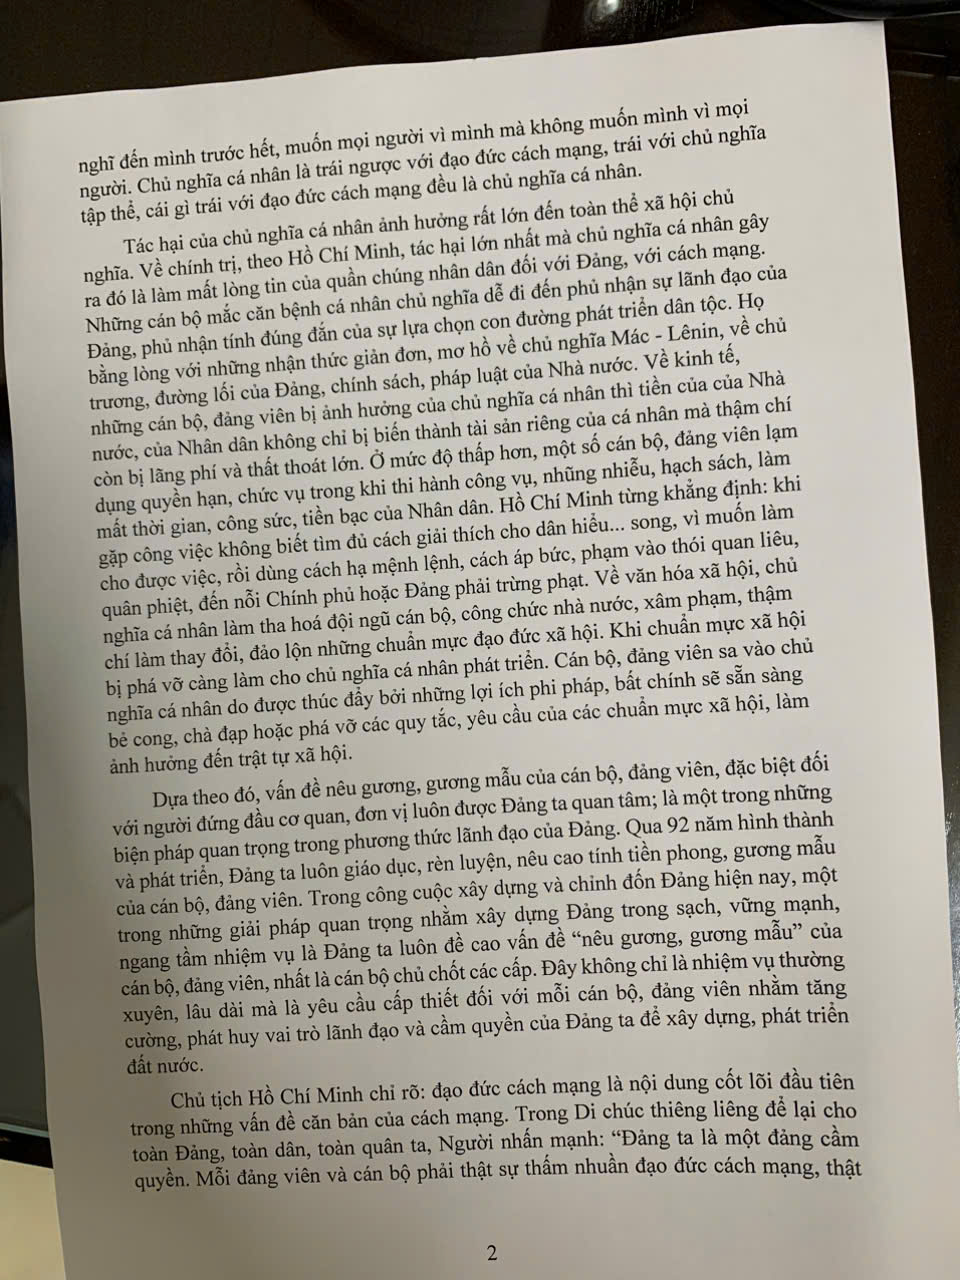 nghĩ đến mình trước hết, muốn mọi người vì mình mà không muốn mình vì mọi
người. Chủ nghĩa cá nhân là trái ngược với đạo đức cách mạng, trái với chủ nghĩa
tập thể, cái gì trái với đạo đức cách mạng đều là chủ nghĩa cá nhân.
Tác hại của chủ nghĩa cá nhân ảnh hưởng rất lớn đến toàn thể xã hội chủ
nghĩa. Về chính trị, theo Hồ Chí Minh, tác hại lớn nhất mà chủ nghĩa cá nhân gây
ra đó là làm mất lòng tin của quần chúng nhân dân đối với Đảng, với cách mạng.
Những cán bộ mắc căn bệnh cá nhân chủ nghĩa dễ đi đến phủ nhận sự lãnh đạo của
Đảng, phủ nhận tính đúng đắn của sự lựa chọn con đường phát triển dân tộc. Họ
bằng lòng với những nhận thức giản đơn, mơ hồ về chủ nghĩa Mác - Lênin, về chủ
trương, đường lối của Đảng, chính sách, pháp luật của Nhà nước. Về kinh tế,
những cán bộ, đảng viên bị ảnh hưởng của chủ nghĩa cá nhân thì tiền của của Nhà
nước, của Nhân dân không chỉ bị biến thành tài sản riêng của cá nhân mà thậm chí
còn bị lãng phí và thất thoát lớn. Ở mức độ thấp hơn, một số cán bộ, đảng viên lạm
dụng quyền hạn, chức vụ trong khi thi hành công vụ, nhũng nhiễu, hạch sách, làm
mất thời gian, công sức, tiền bạc của Nhân dân. Hồ Chí Minh từng khẳng định: khi
gặp công việc không biết tìm đủ cách giải thích cho dân hiểu... song, vì muốn làm
cho được việc, rồi dùng cách hạ mệnh lệnh, cách áp bức, phạm vào thói quan liêu,
quân phiệt, đến nỗi Chính phủ hoặc Đảng phải trừng phạt. Về văn hóa xã hội, chủ
nghĩa cá nhân làm tha hoá đội ngũ cán bộ, công chức nhà nước, xâm phạm, thậm
chí làm thay đổi, đảo lộn những chuẩn mực đạo đức xã hội. Khi chuẩn mực xã hội
bị phá vỡ càng làm cho chủ nghĩa cá nhân phát triển. Cán bộ, đảng viên sa vào chủ
nghĩa cá nhân do được thúc đẩy bởi những lợi ích phi pháp, bất chính sẽ sẵn sàng
bẻ cong, chà đạp hoặc phá vỡ các quy tắc, yêu cầu của các chuẩn mực xã hội, làm
ảnh hưởng đến trật tự xã hội.
Dựa theo đó, vấn đề nêu gương, gương mẫu của cán bộ, đảng viên, đặc biệt đối
với người đứng đầu cơ quan, đơn vị luôn được Đảng ta quan tâm; là một trong những
biện pháp quan trọng trong phương thức lãnh đạo của Đảng. Qua 92 năm hình thành
và phát triển, Đảng ta luôn giáo dục, rèn luyện, nêu cao tính tiền phong, gương mẫu
của cán bộ, đảng viên. Trong công cuộc xây dựng và chỉnh đốn Đảng hiện nay, một
trong những giải pháp quan trọng nhằm xây dựng Đảng trong sạch, vững mạnh,
ngang tầm nhiệm vụ là Đảng ta luôn đề cao vấn đề “nêu gương, gương mẫu” của
cán bộ, đảng viên, nhất là cán bộ chủ chốt các cấp. Đây không chỉ là nhiệm vụ thường
xuyên, lâu dài mà là yêu cầu cấp thiết đối với mỗi cán bộ, đảng viên nhằm tăng
cường, phát huy vai trò lãnh đạo và cầm quyền của Đảng ta để xây dựng, phát triển
đất nước.
Chủ tịch Hồ Chí Minh chỉ rõ: đạo đức cách mạng là nội dung cốt lõi đầu tiên
trong những vấn đề căn bản của cách mạng. Trong Di chúc thiêng liêng để lại cho
toàn Đảng, toàn dân, toàn quân ta, Người nhấn mạnh: “Đảng ta là một đảng cầm
quyền. Mỗi đảng viên và cán bộ phải thật sự thấm nhuần đạo đức cách mạng, thật
2